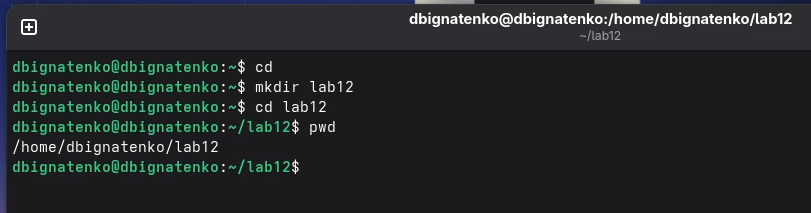 dbignatenko@dbignatenko:/home/dbignatenko/lab12
~/lab12
dbignatenko@dbignatenko:~$ cd
dbignatenko@dbignatenko:~$ mkdir lab12
dbignatenko@dbignatenko:~$ cd lab12
dbignatenko@dbignatenko:~/lab12$ pwd
/home/dbignatenko/lab12
dbignatenko@dbignatenko:~/lab12$